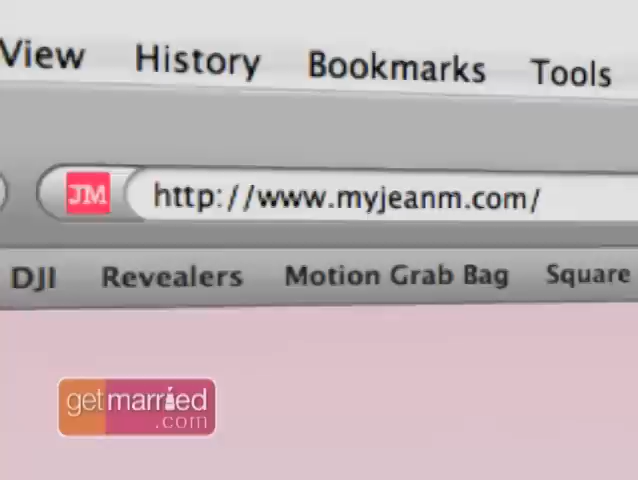 View History Bookmarks Tools
JM http://www.myjeanm.com/
DJI Revealers Motion Grab Bag Square
getmarried
.com